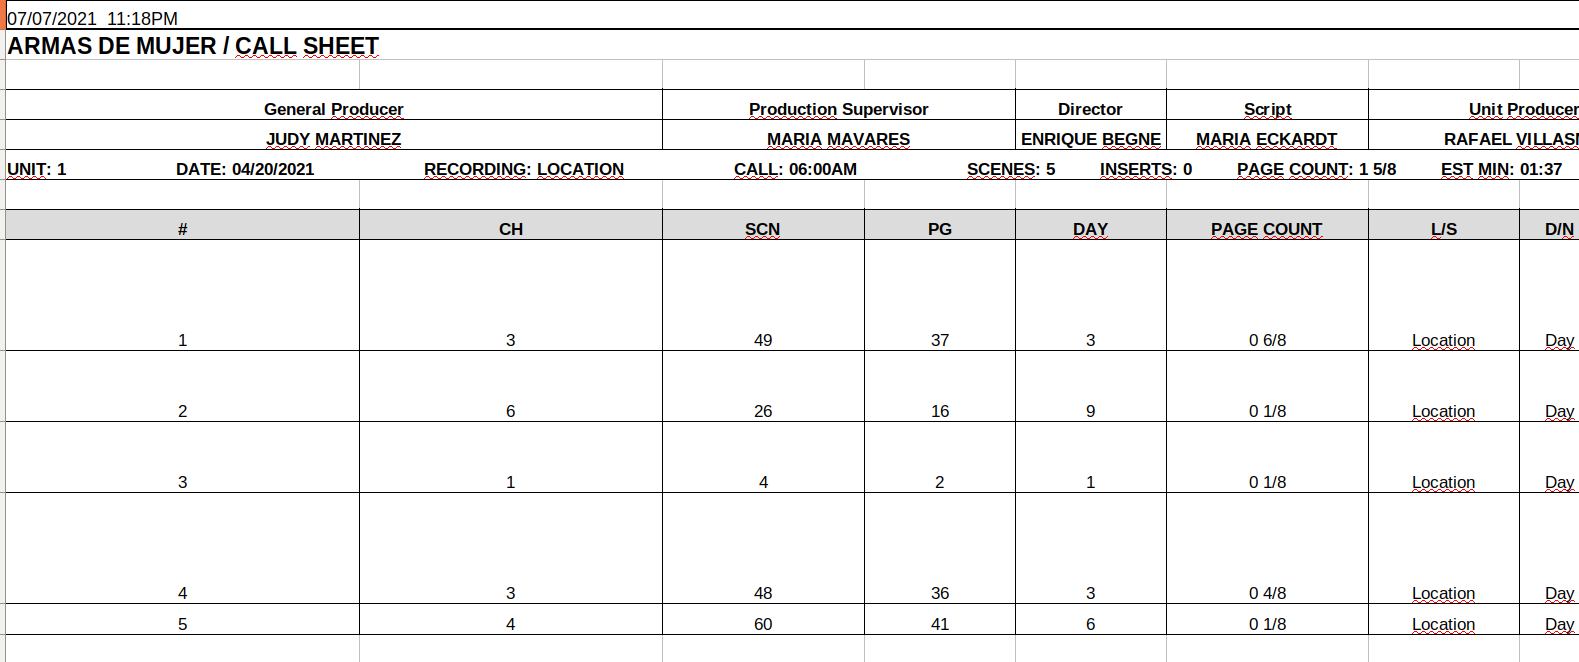 07/07/2021 11:18PM
ARMAS DE MUJER / CALL SHEET
General Producer Production Supervisor Director Script Unit Producer
JUDY MARTINEZ MARIA MAVARES ENRIQUE BEGNE MARIA ECKARDT RAFAEL
UNIT: 1 DATE: 04/20/2021 RECORDING: LOCATION CALL: 06:00AM SCENES: 5 INSERTS: 0 PAGE COUNT: 1 5/8 EST MIN: 01:37
# CH SCN PG DAY PAGE COUNT L/S D/N
1 3 49 37 3 0 6/8 Location Day
2 6 26 16 9 0 1/8 Location Day
3 1 4 2 1 0 1/8 Location Day
4 3 48 36 3 0 4/8 Location Day
5 4 60 41 6 0 1/8 Location Day